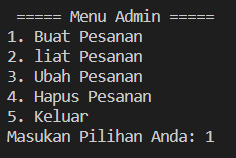 ===== Menu Admin =====
1. Buat Pesanan
2. liat Pesanan
3. Ubah Pesanan
4. Hapus Pesanan
5. Keluar
Masukan Pilihan Anda: 1